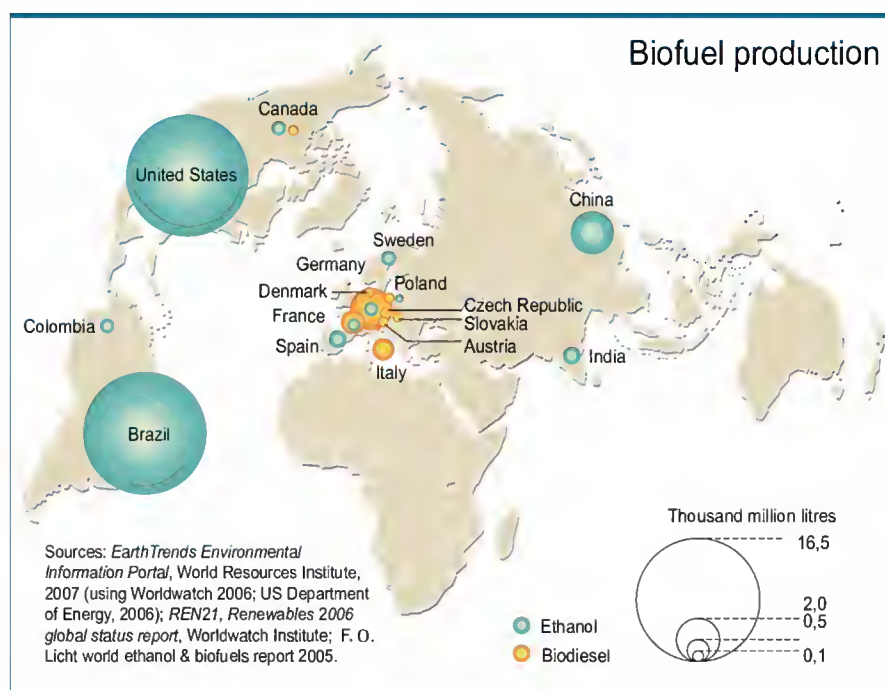 Biofuel production
Canada
United States
China
Sweden
Germany
Denmark
Poland
Czech Republic
France
Slovakia
Colombia
Spain
Austria
India
Italy
Brazil
Thousand million litres
16,5
2,0
0,5
0,1
Sources: EarthTrends Environmental
Information Portal, World Resources Institute,
2007 (using Worldwatch 2006; US Department
of Energy, 2006); REN21, Renewables 2006
global status report, Worldwatch Institute; F. O.
Licht world ethanol & biofuels report 2005.
Ethanol
Biodiesel